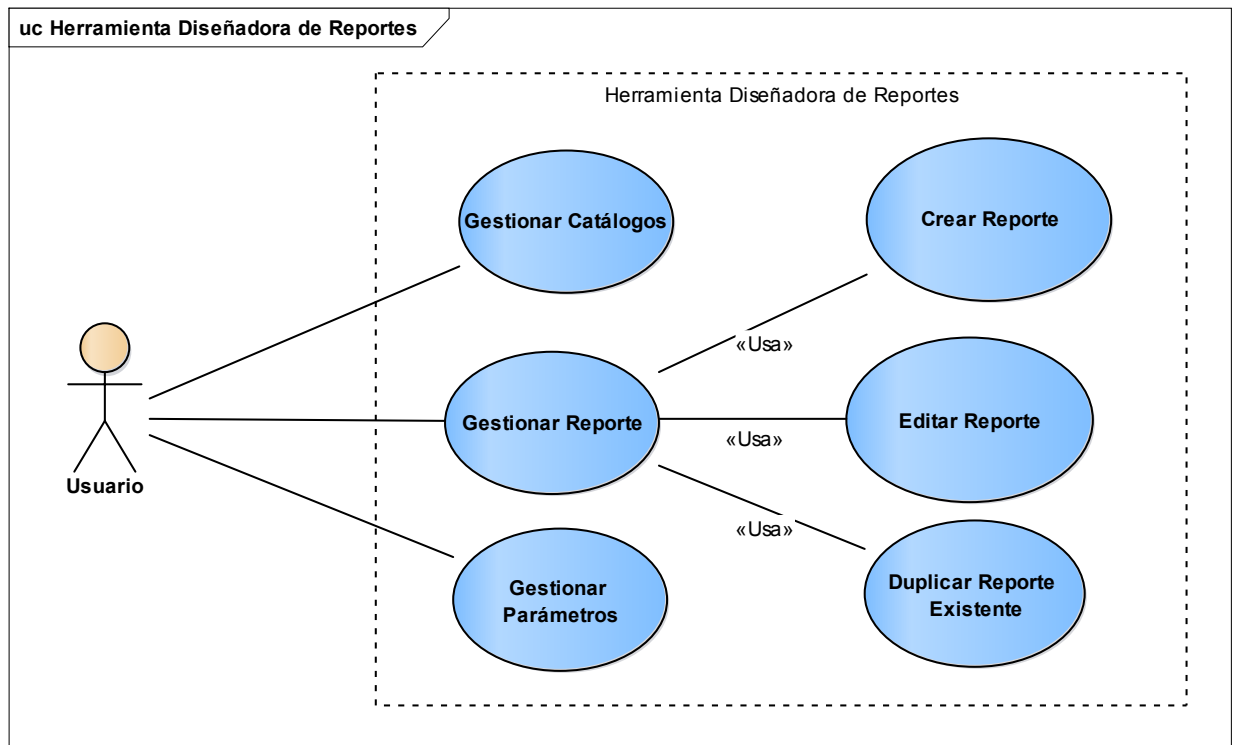 uc Herramienta Diseñadora de Reportes
Herramienta Diseñadora de Reportes
Gestionar Catálogos
Crear Reporte
«Usa»
Gestionar Reporte
Editar Reporte
«Usa»
Usuario
«Usa»
Gestionar
Parámetros
Duplicar Reporte
Existente